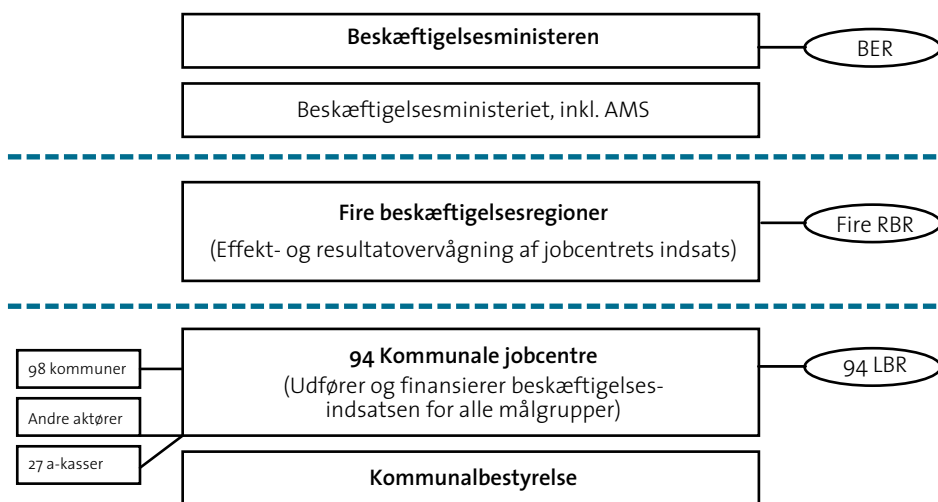 Beskæftigelsesministeren
BER
Beskæftigelsesministeriet, inkl. AMS
Fire beskæftigelsesregioner
(Effekt- og resultatovervågning af jobcentrets indsats)
Fire RBR
94 Kommunale jobcentre
(Udfører og finansierer beskæftigelses-
indsatsen for alle målgrupper)
94 LBR
98 kommuner
Andre aktører
27 a-kasser
Kommunalbestyrelse